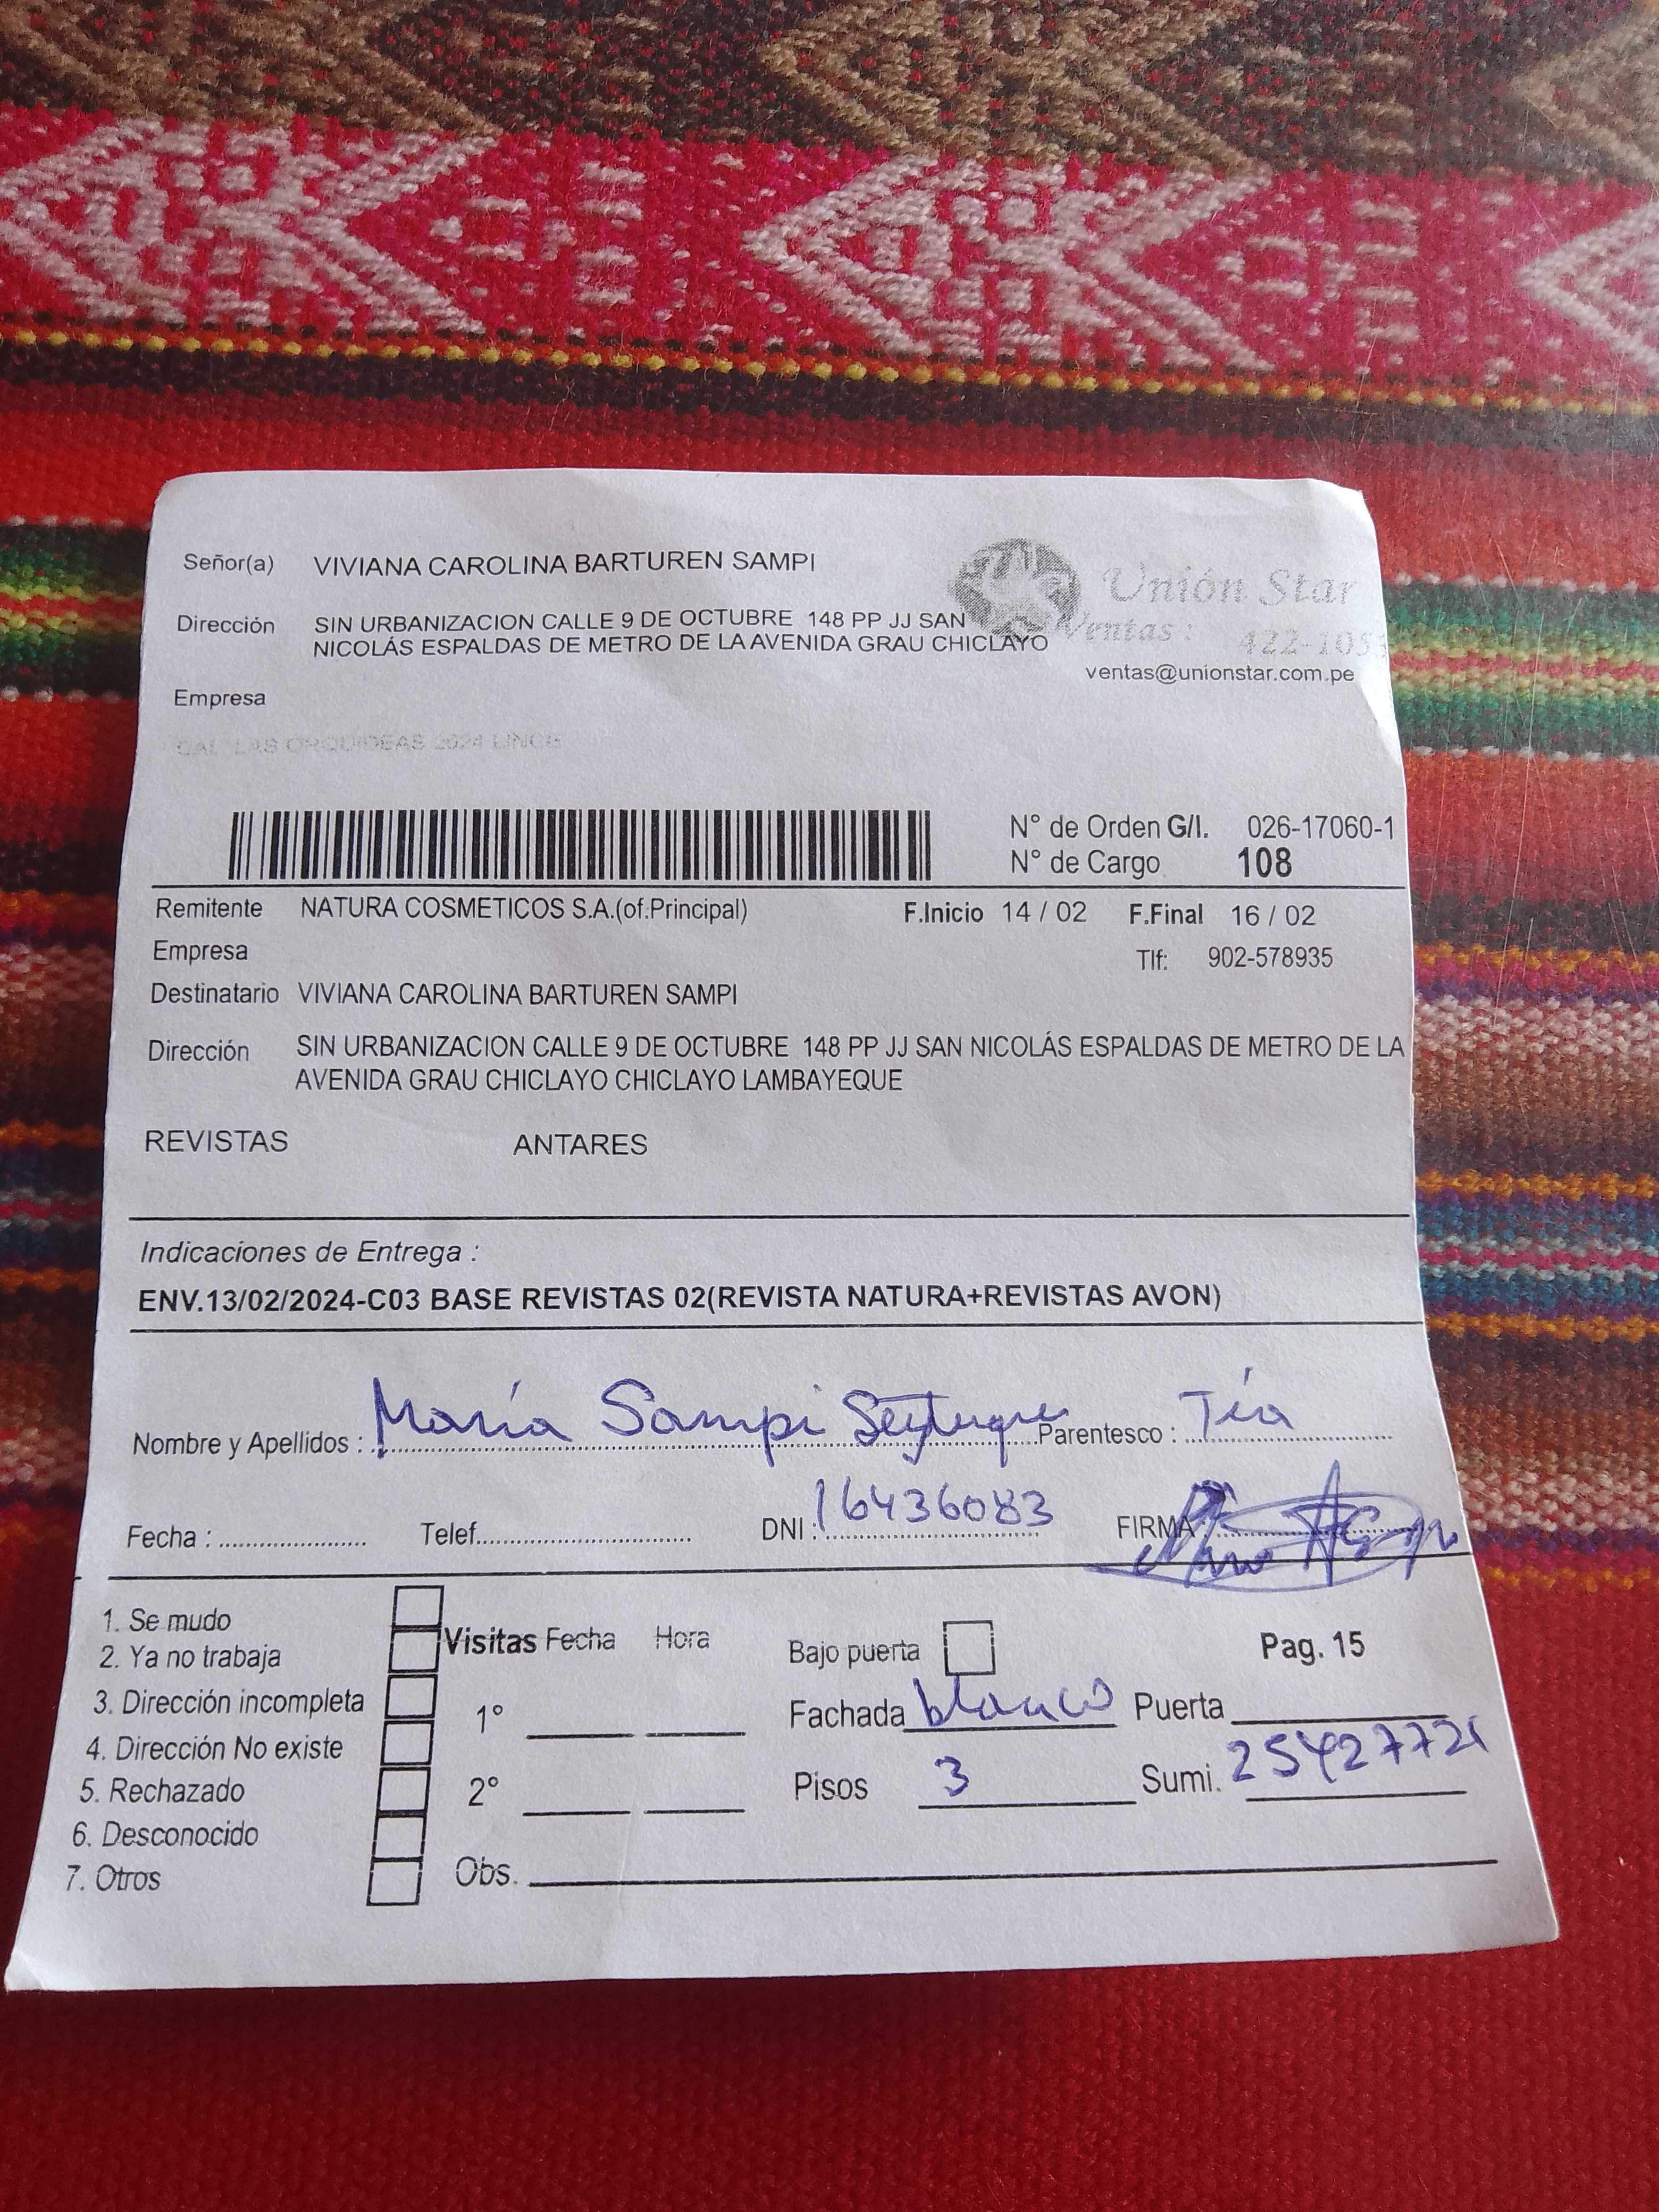 Señor(a) VIVIANA CAROLINA BARTUREN SAMPI
Unión Star
Dirección SIN URBANIZACION CALLE 9 DE OCTUBRE 148 PP JJ SAN
NICOLÁS ESPALDAS DE METRO DE LA AVENIDA GRAU CHICLAYO
Ventas : 422-105
ventas@unionstar.com.pe
Empresa
CAL LAS ORQUIDEAS 2624 LINCE
N° de Orden G/I. 026-17060-1
N° de Cargo 108
Remitente NATURA COSMETICOS S.A.(of.Principal) F.Inicio 14 / 02 F.Final 16 / 02
Empresa Tlf: 902-578935
Destinatario VIVIANA CAROLINA BARTUREN SAMPI
Dirección SIN URBANIZACION CALLE 9 DE OCTUBRE 148 PP JJ SAN NICOLÁS ESPALDAS DE METRO DE LA
AVENIDA GRAU CHICLAYO CHICLAYO LAMBAYEQUE
REVISTAS ANTARES
Indicaciones de Entrega :
ENV.13/02/2024-C03 BASE REVISTAS 02(REVISTA NATURA+REVISTAS AVON)
Nombre y Apellidos : María Sampi Parentesco : Tía
Fecha : Telef. DNI : 16436083 FIRMA
1. Se mudo
2. Ya no trabaja
3. Dirección incompleta
4. Dirección No existe
5. Rechazado
6. Desconocido
7. Otros
Visitas Fecha Hora
1°
2°
Obs.
Bajo puerta Pag. 15
Fachada blanco Puerta
Pisos 3 Sumi. 25427721